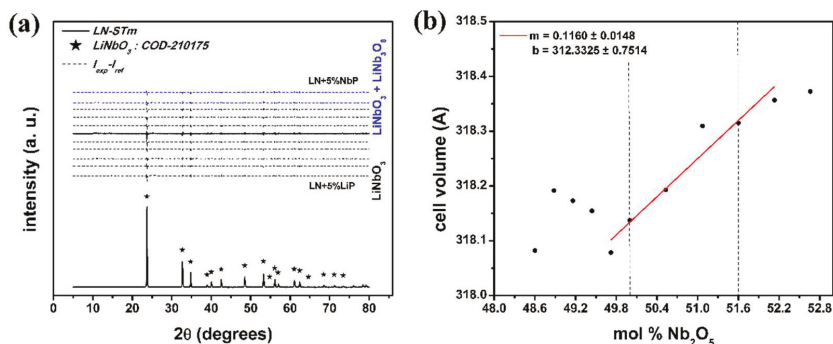 (a)
LN-STm
LiNbO3 : COD-210175
Iexp-Iref
LN+5%NbP
LN+5%LiP
LiNbO3 + LiNb3O8
LiNbO3
intensity (a. u.)
0 10 20 30 40 50 60 70 80
2θ (degrees)
(b)
m = 0.1160 ± 0.0148
b = 312.3325 ± 0.7514
318.5
318.4
318.3
318.2
318.1
318.0
cell volume (A)
48.0 48.6 49.2 49.8 50.4 51.0 51.6 52.2 52.8
mol % Nb2O5